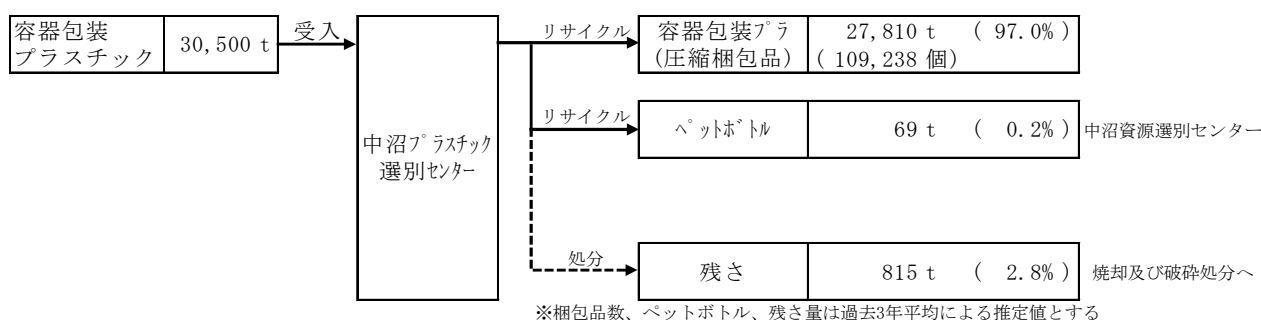 容器包装
プラスチック
30,500 t
受入
中沼プラスチック
選別センター
リサイクル
容器包装プラ
(圧縮梱包品)
27,810 t ( 97.0%)
( 109,238 個)
リサイクル
ペットボトル
69 t ( 0.2%)
中沼資源選別センター
処分
残さ
815 t ( 2.8%)
焼却及び破砕処分へ
※梱包品数、ペットボトル、残さ量は過去3年平均による推定値とする